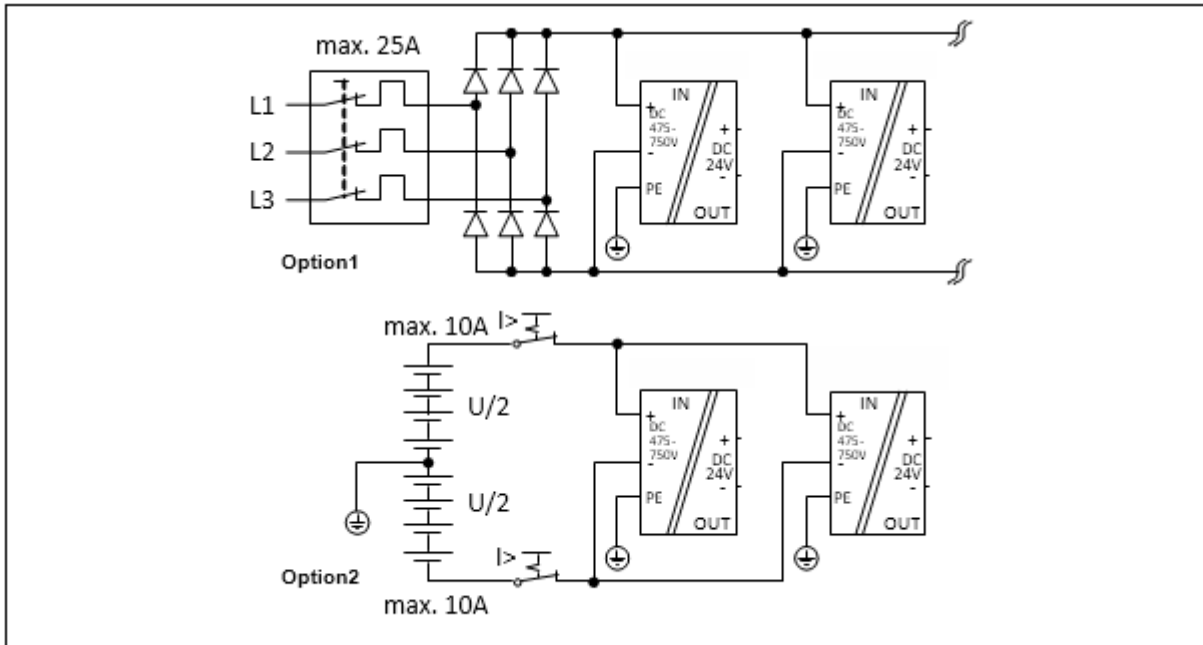 max. 25A
L1
L2
L3
Option1
IN
+
DC
475-
750V
-
PE
+
DC
24V
-
OUT
IN
+
DC
475-
750V
-
PE
+
DC
24V
-
OUT
max. 10A
I>
U/2
U/2
I>
Option2
max. 10A
IN
+
DC
475-
750V
-
PE
+
DC
24V
-
OUT
IN
+
DC
475-
750V
-
PE
+
DC
24V
-
OUT